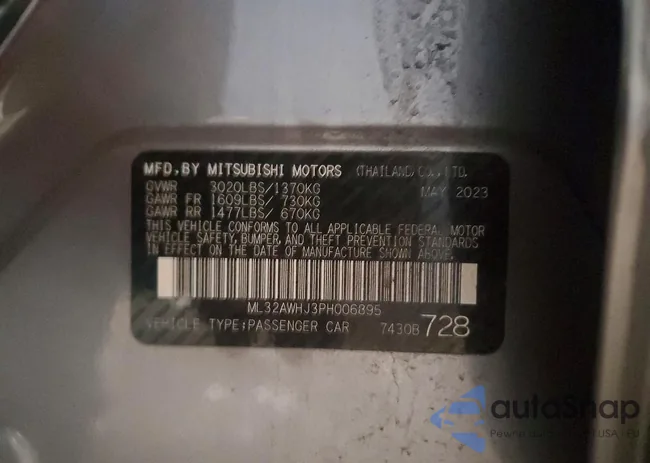 MFD.BY MITSUBISHI MOTORS (THAILAND)CO.,LTD.
GVWR 3020LBS/1370KG MAY 2023
GAWR FR 1609LBS/ 730KG
GAWR RR 1477LBS/ 670KG
THIS VEHICLE CONFORMS TO ALL APPLICABLE FEDERAL MOTOR
VEHICLE SAFETY, BUMPER, AND THEFT PREVENTION STANDARDS
IN EFFECT ON THE DATE OF MANUFACTURE SHOWN ABOVE.
ML32AWHJ3PH006895
VEHICLE TYPE:PASSENGER CAR 7430B 728
autoSnap